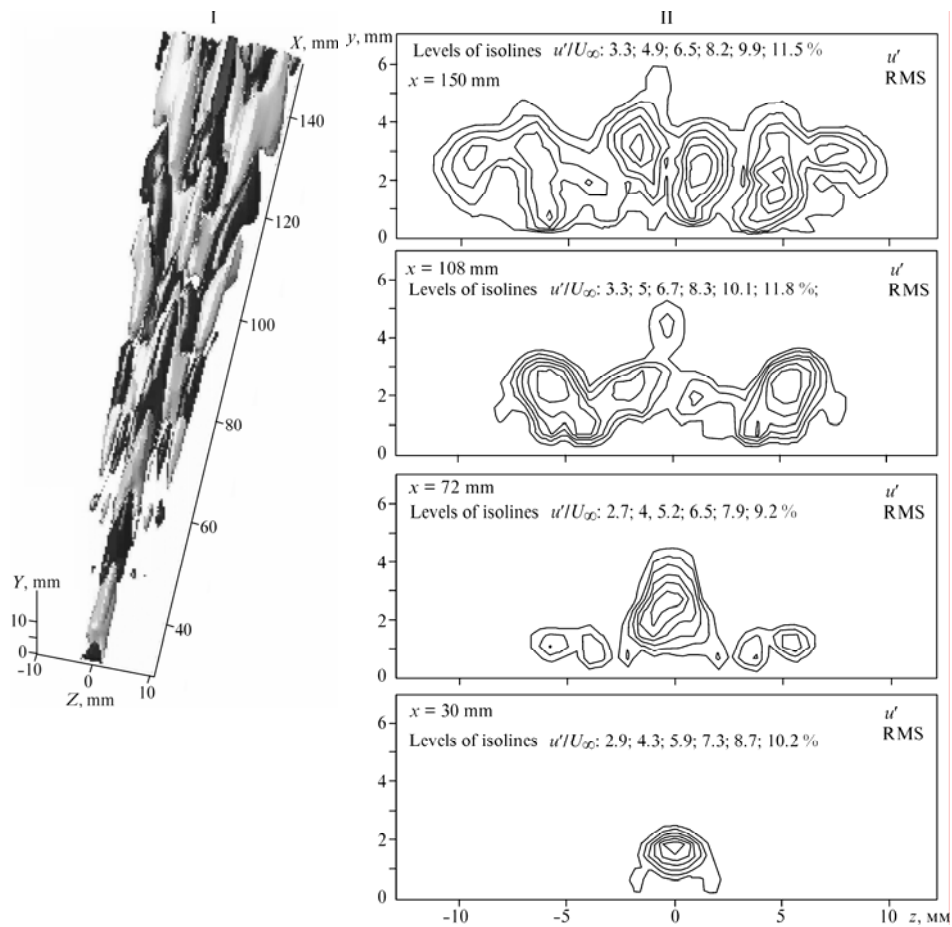 I
X, mm
140
120
100
80
60
40
Y, mm
10
0
-10
0
10
Z, mm
II
y, mm
Levels of isolines u'/U∞: 3.3; 4.9; 6.5; 8.2; 9.9; 11.5 %
u'
RMS
x = 150 mm
6
4
2
0
-10
-5
0
5
10
x = 108 mm
u'
RMS
Levels of isolines u'/U∞: 3.3; 5; 6.7; 8.3; 10.1; 11.8 %;
6
4
2
0
x = 72 mm
u'
RMS
Levels of isolines u'/U∞: 2.7; 4, 5.2; 6.5; 7.9; 9.2 %
6
4
2
0
x = 30 mm
u'
RMS
Levels of isolines u'/U∞: 2.9; 4.3; 5.9; 7.3; 8.7; 10.2 %
6
4
2
0
-10 -5 0 5 10 z, мм